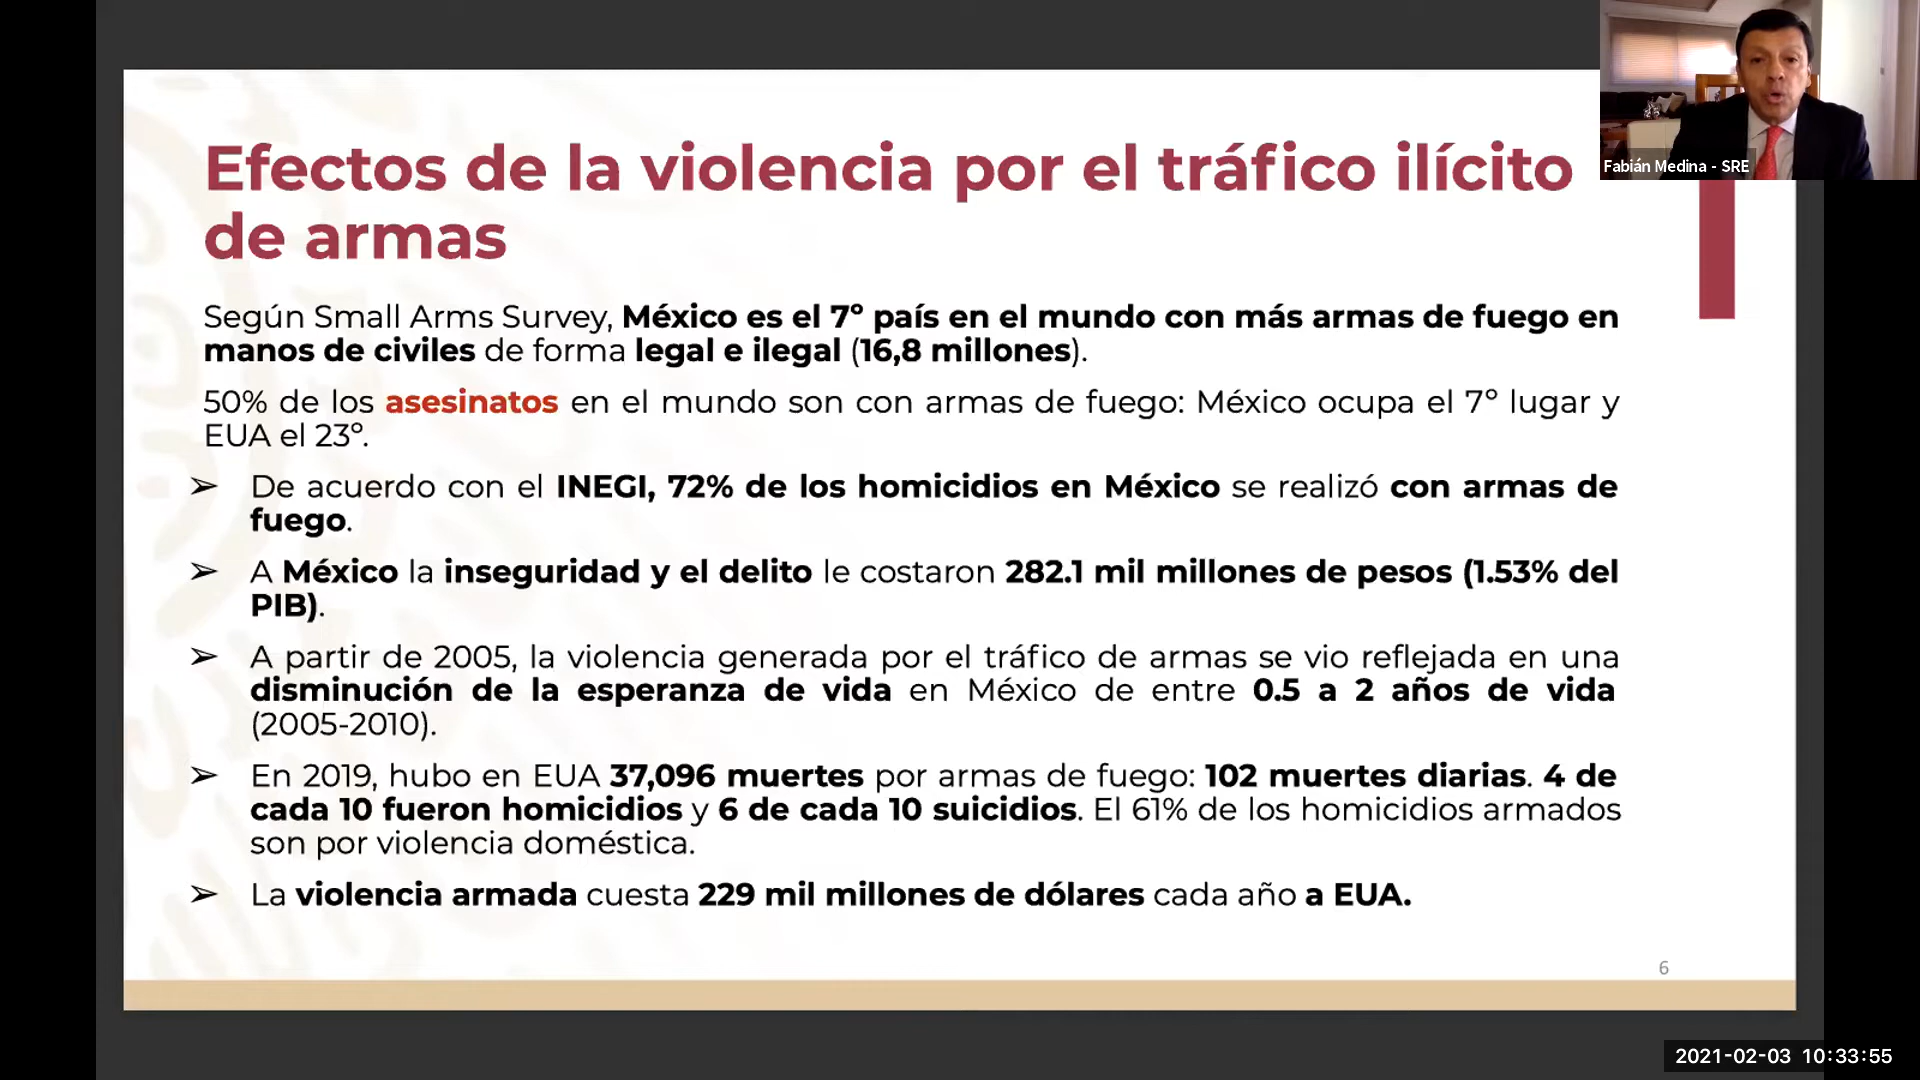 Efectos de la violencia por el tráfico ilícito
de armas
Fabián Medina - SRE
Según Small Arms Survey, México es el 7º país en el mundo con más armas de fuego en
manos de civiles de forma legal e ilegal (16,8 millones).
50% de los asesinatos en el mundo son con armas de fuego: México ocupa el 7º lugar y
EUA el 23º.
➢ De acuerdo con el INEGI, 72% de los homicidios en México se realizó con armas de
fuego.
➢ A México la inseguridad y el delito le costaron 282.1 mil millones de pesos (1.53% del
PIB).
➢ A partir de 2005, la violencia generada por el tráfico de armas se vio reflejada en una
disminución de la esperanza de vida en México de entre 0.5 a 2 años de vida
(2005-2010).
➢ En 2019, hubo en EUA 37,096 muertes por armas de fuego: 102 muertes diarias. 4 de
cada 10 fueron homicidios y 6 de cada 10 suicidios. El 61% de los homicidios armados
son por violencia doméstica.
➢ La violencia armada cuesta 229 mil millones de dólares cada año a EUA.
6
2021-02-03 10:33:55